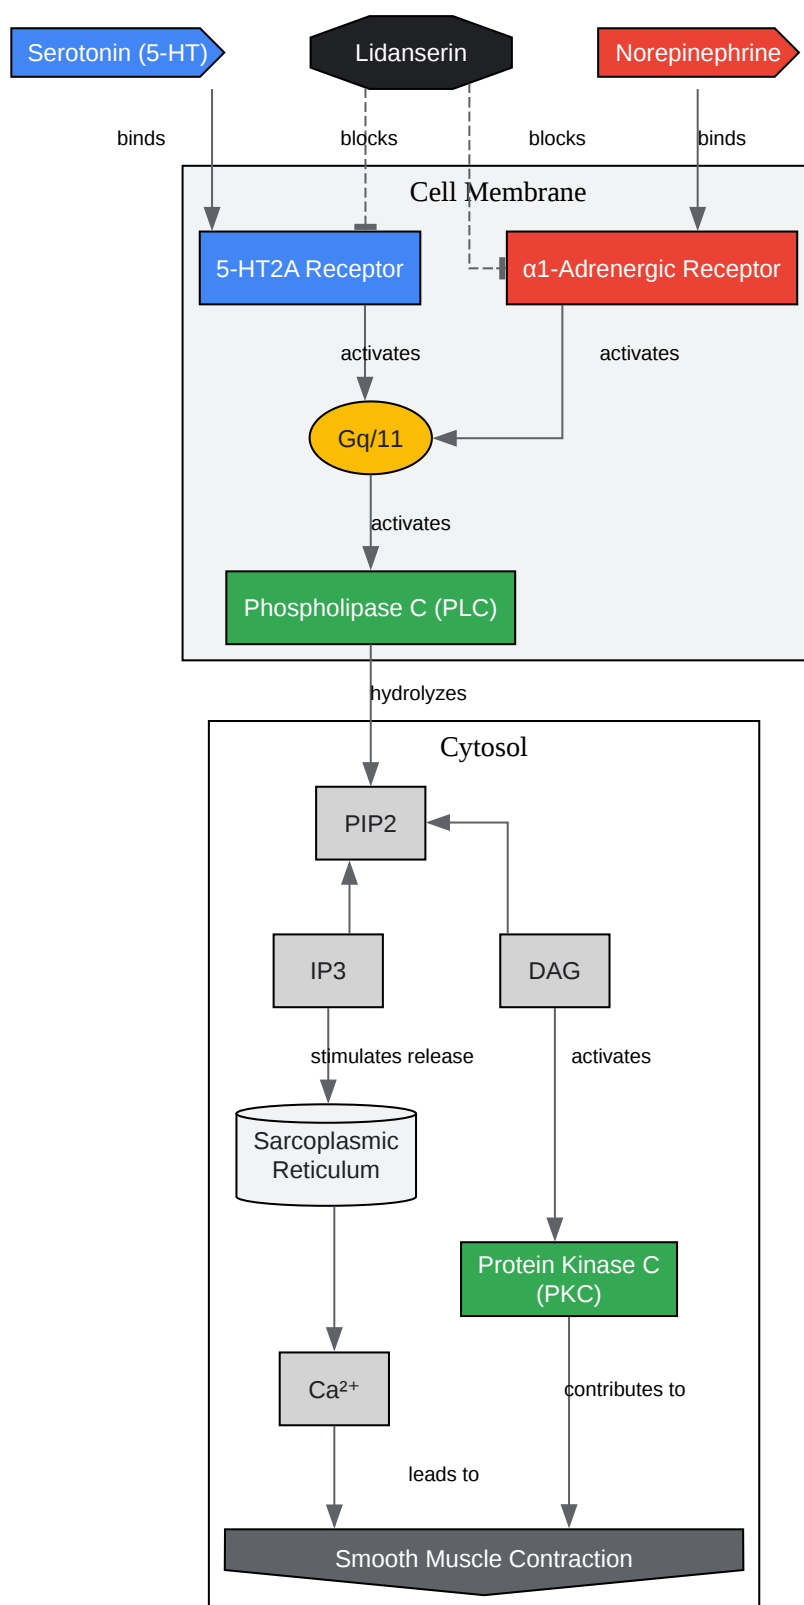 Serotonin (5-HT)
Lidanserin
Norepinephrine
binds
blocks
blocks
binds
Cell Membrane
5-HT2A Receptor
α1-Adrenergic Receptor
activates
activates
Gq/11
activates
Phospholipase C (PLC)
hydrolyzes
Cytosol
PIP2
IP3
DAG
stimulates release
activates
Sarcoplasmic
Reticulum
Protein Kinase C
(PKC)
Ca²⁺
contributes to
leads to
Smooth Muscle Contraction